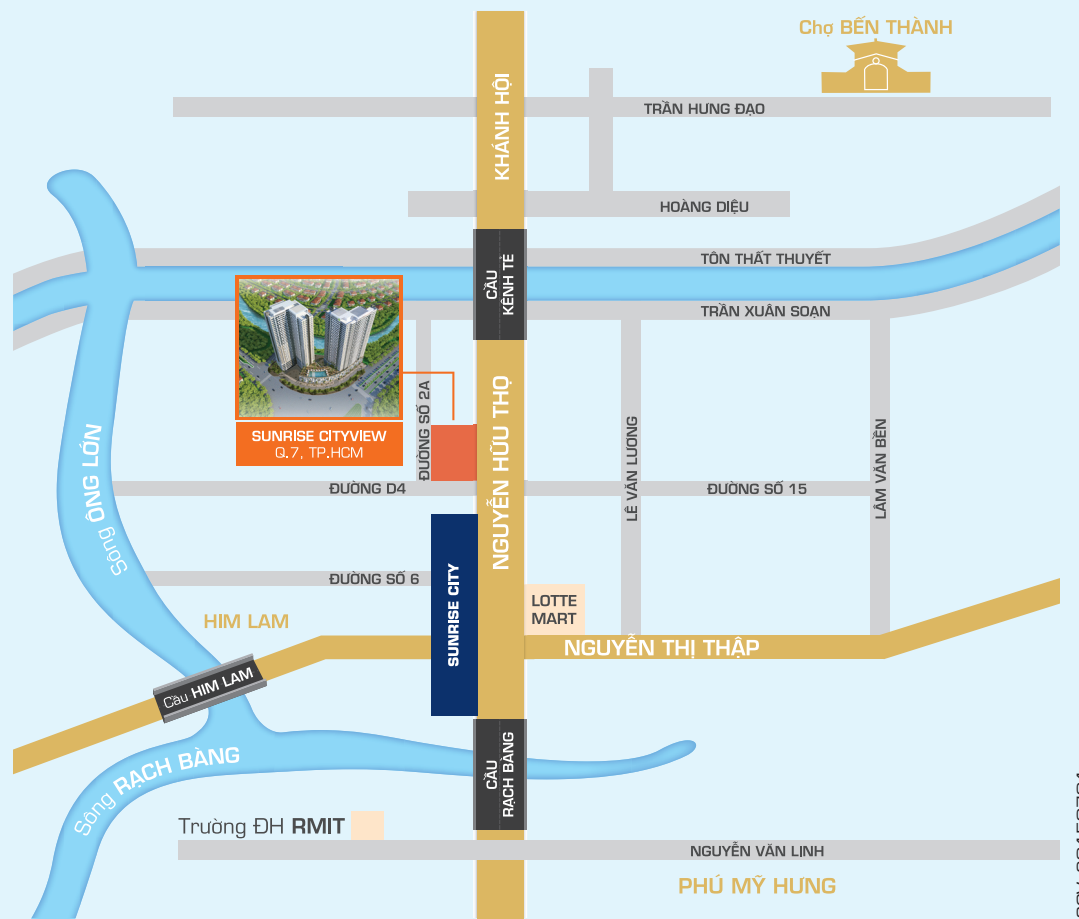 Chợ BẾN THÀNH
KHÁNH HỘI
TRẦN HƯNG ĐẠO
HOÀNG DIỆU
TÔN THẤT THUYẾT
CẦU
KÊNH TẺ
TRẦN XUÂN SOẠN
SUNRISE CITYVIEW
Q.7, TP.HCM
ĐƯỜNG SỐ 2A
NGUYỄN HỮU THỌ
LÊ VĂN LƯƠNG
LÂM VĂN BỀN
Sông ÔNG LỚN
ĐƯỜNG D4
ĐƯỜNG SỐ 15
ĐƯỜNG SỐ 6
SUNRISE CITY
LOTTE
MART
HIM LAM
NGUYỄN THỊ THẬP
Cầu HIM LAM
Sông RẠCH BÀNG
CẦU
RẠCH BÀNG
Trường ĐH RMIT
NGUYỄN VĂN LINH
PHÚ MỸ HƯNG